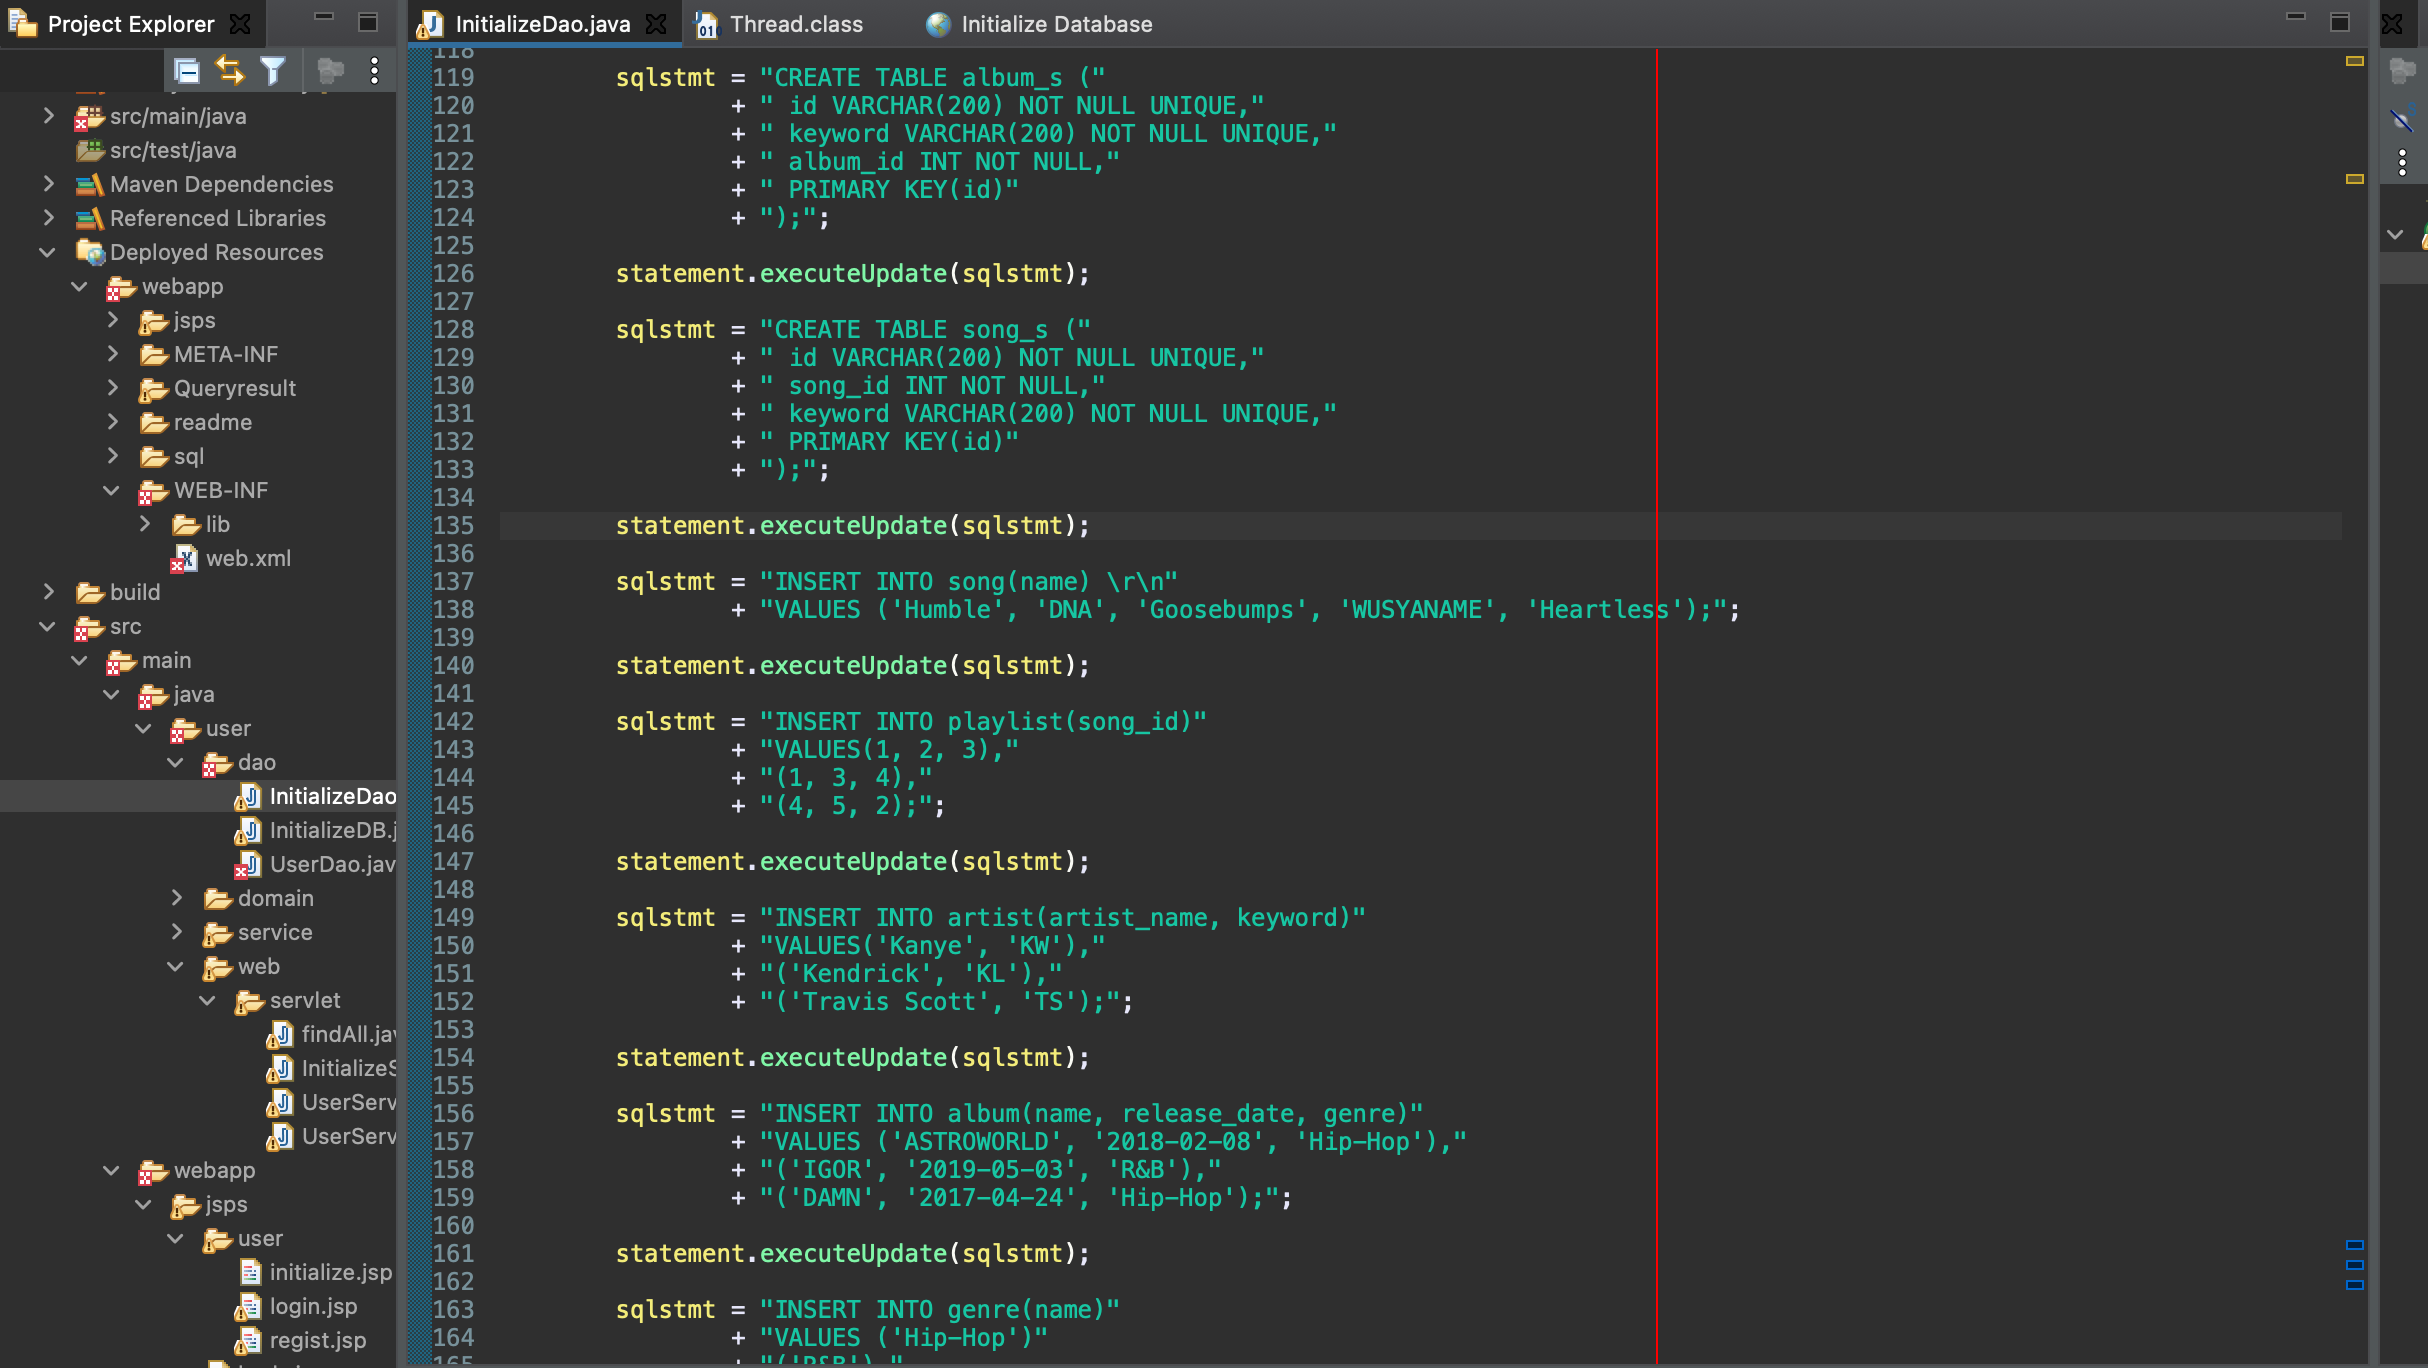 Project Explorer
src/main/java
src/test/java
Maven Dependencies
Referenced Libraries
Deployed Resources
webapp
jsps
META-INF
Queryresult
readme
sql
WEB-INF
lib
web.xml
build
src
main
java
user
dao
InitializeDao
InitializeDB.j
UserDao.jav
domain
service
web
servlet
findAll.jav
InitializeS
UserServ
UserServ
webapp
jsps
user
initialize.jsp
login.jsp
regist.jsp
InitializeDao.java Thread.class Initialize Database
118
119 sqlstmt = "CREATE TABLE album_s ("
120 + " id VARCHAR(200) NOT NULL UNIQUE,"
121 + " keyword VARCHAR(200) NOT NULL UNIQUE,"
122 + " album_id INT NOT NULL,"
123 + " PRIMARY KEY(id)"
124 + ");";
125
126 statement.executeUpdate(sqlstmt);
127
128 sqlstmt = "CREATE TABLE song_s ("
129 + " id VARCHAR(200) NOT NULL UNIQUE,"
130 + " song_id INT NOT NULL,"
131 + " keyword VARCHAR(200) NOT NULL UNIQUE,"
132 + " PRIMARY KEY(id)"
133 + ");";
134
135 statement.executeUpdate(sqlstmt);
136
137 sqlstmt = "INSERT INTO song(name) \r\n"
138 + "VALUES ('Humble', 'DNA', 'Goosebumps', 'WUSYANAME', 'Heartless');";
139
140 statement.executeUpdate(sqlstmt);
141
142 sqlstmt = "INSERT INTO playlist(song_id)"
143 + "VALUES(1, 2, 3),"
144 + "(1, 3, 4),"
145 + "(4, 5, 2);";
146
147 statement.executeUpdate(sqlstmt);
148
149 sqlstmt = "INSERT INTO artist(artist_name, keyword)"
150 + "VALUES('Kanye', 'KW'),"
151 + "('Kendrick', 'KL'),"
152 + "('Travis Scott', 'TS');";
153
154 statement.executeUpdate(sqlstmt);
155
156 sqlstmt = "INSERT INTO album(name, release_date, genre)"
157 + "VALUES ('ASTROWORLD', '2018-02-08', 'Hip-Hop'),"
158 + "('IGOR', '2019-05-03', 'R&B'),"
159 + "('DAMN', '2017-04-24', 'Hip-Hop');";
160
161 statement.executeUpdate(sqlstmt);
162
163 sqlstmt = "INSERT INTO genre(name)"
164 + "VALUES ('Hip-Hop')"
165 + "('R&B'),"